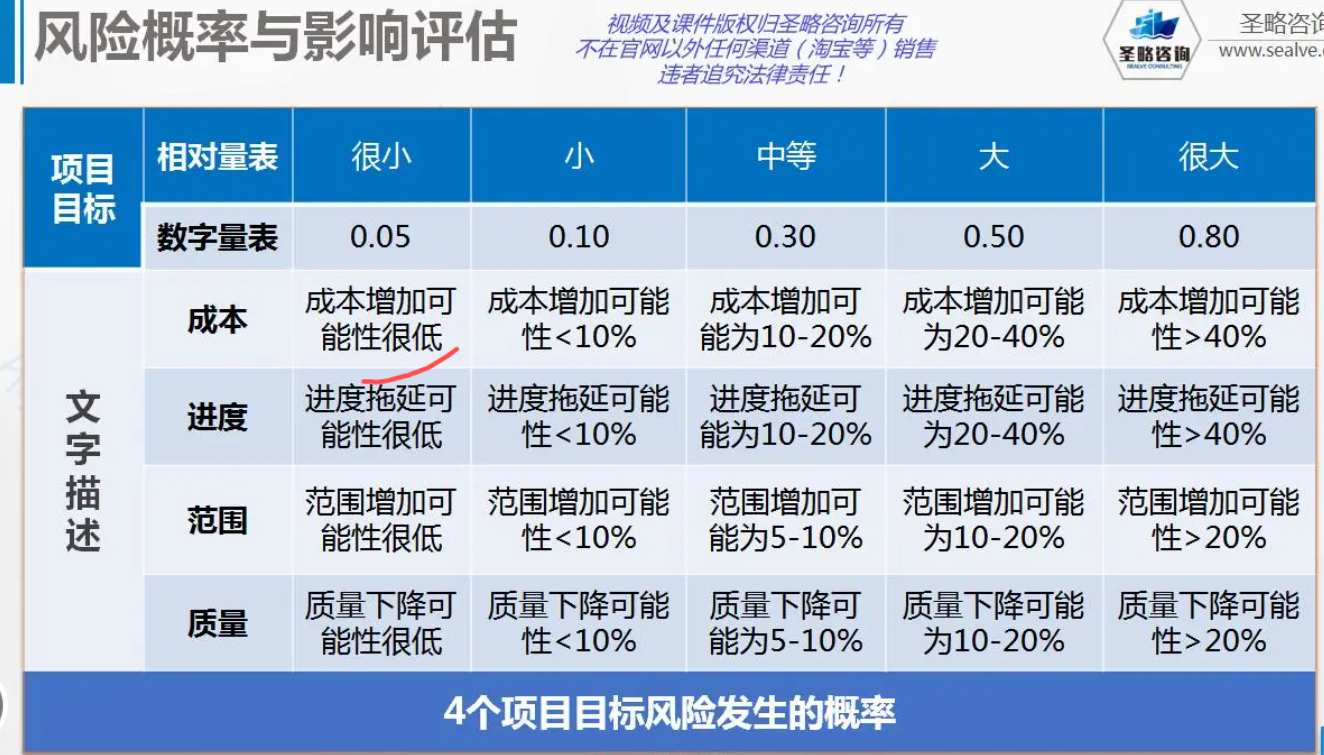 风险概率与影响评估
视频及课件版权归圣略咨询所有
不在官网以外任何渠道（淘宝等）销售
违者追究法律责任！
圣略咨询
SEALVE CONSULTING
圣略咨询
www.sealve.
项目
目标
相对量表
很小
小
中等
大
很大
数字量表
0.05
0.10
0.30
0.50
0.80
文
字
描
述
成本
成本增加可
能性很低
成本增加可能
性<10%
成本增加可
能为10-20%
成本增加可能
为20-40%
成本增加可能
性>40%
进度
进度拖延可
能性很低
进度拖延可能
性<10%
进度拖延可
能为10-20%
进度拖延可能
为20-40%
进度拖延可能
性>40%
范围
范围增加可
能性很低
范围增加可能
性<10%
范围增加可
能为5-10%
范围增加可能
为10-20%
范围增加可能
性>20%
质量
质量下降可
能性很低
质量下降可能
性<10%
质量下降可
能为5-10%
质量下降可能
为10-20%
质量下降可能
性>20%
4个项目目标风险发生的概率